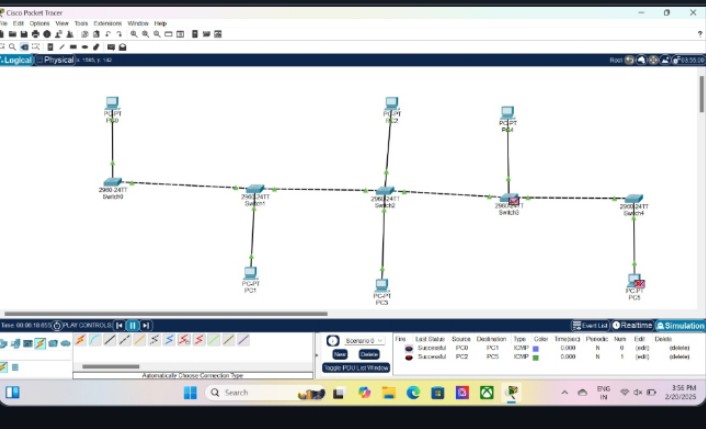 Cisco Packet Tracer
File Edit Options View Tools Extensions Window Help
Logical Physical x: 1580, y: 142
Root
PC-PT
PC0
PC-PT
PC2
PC-PT
PC4
2960-24TT
Switch0
2960-24TT
Switch1
2960-24TT
Switch2
2960-24TT
Switch3
2960-24TT
Switch4
PC-PT
PC1
PC-PT
PC3
PC-PT
PC5
PLAY CONTROLS:
Event List Realtime Simulation
Scenario 0
New Delete
Toggle PDU List Window
Fire Last Status Source Destination Type Color Time(sec) Periodic Num Edit Delete
Successful PC0 PC1 ICMP 0.000 N 0 (edit) (delete)
Successful PC2 PC5 ICMP 0.000 N 1 (edit) (delete)
Automatically Choose Connection Type
Search
ENG
IN
3:56 PM
2/20/2025